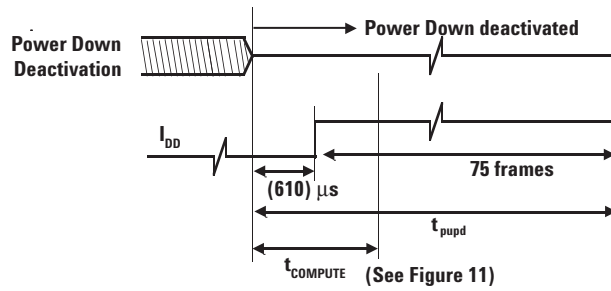 Power Down deactivated
Power Down
Deactivation
I_DD
75 frames
(610) μs
t_pupd
t_COMPUTE (See Figure 11)